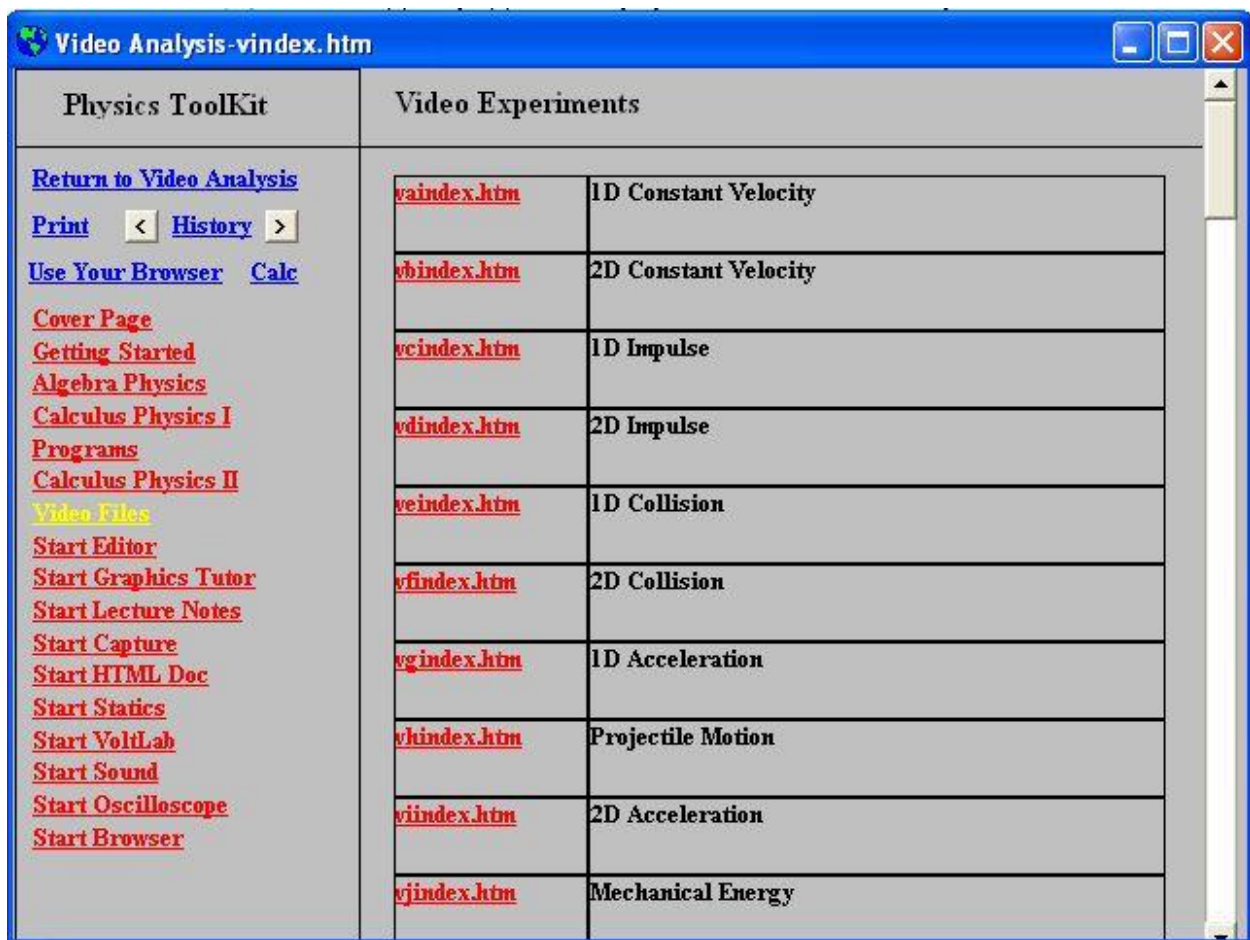 Video Analysis-vindex.htm
Physics ToolKit
Return to Video Analysis
Print < History >
Use Your Browser Calc
Cover Page
Getting Started
Algebra Physics
Calculus Physics I
Programs
Calculus Physics II
Video Files
Start Editor
Start Graphics Tutor
Start Lecture Notes
Start Capture
Start HTML Doc
Start Statics
Start VoltLab
Start Sound
Start Oscilloscope
Start Browser
Video Experiments
vaindex.htm 1D Constant Velocity
vbindex.htm 2D Constant Velocity
vcindex.htm 1D Impulse
vdindex.htm 2D Impulse
veindex.htm 1D Collision
vfindex.htm 2D Collision
vgindex.htm 1D Acceleration
vhindex.htm Projectile Motion
viindex.htm 2D Acceleration
vjindex.htm Mechanical Energy